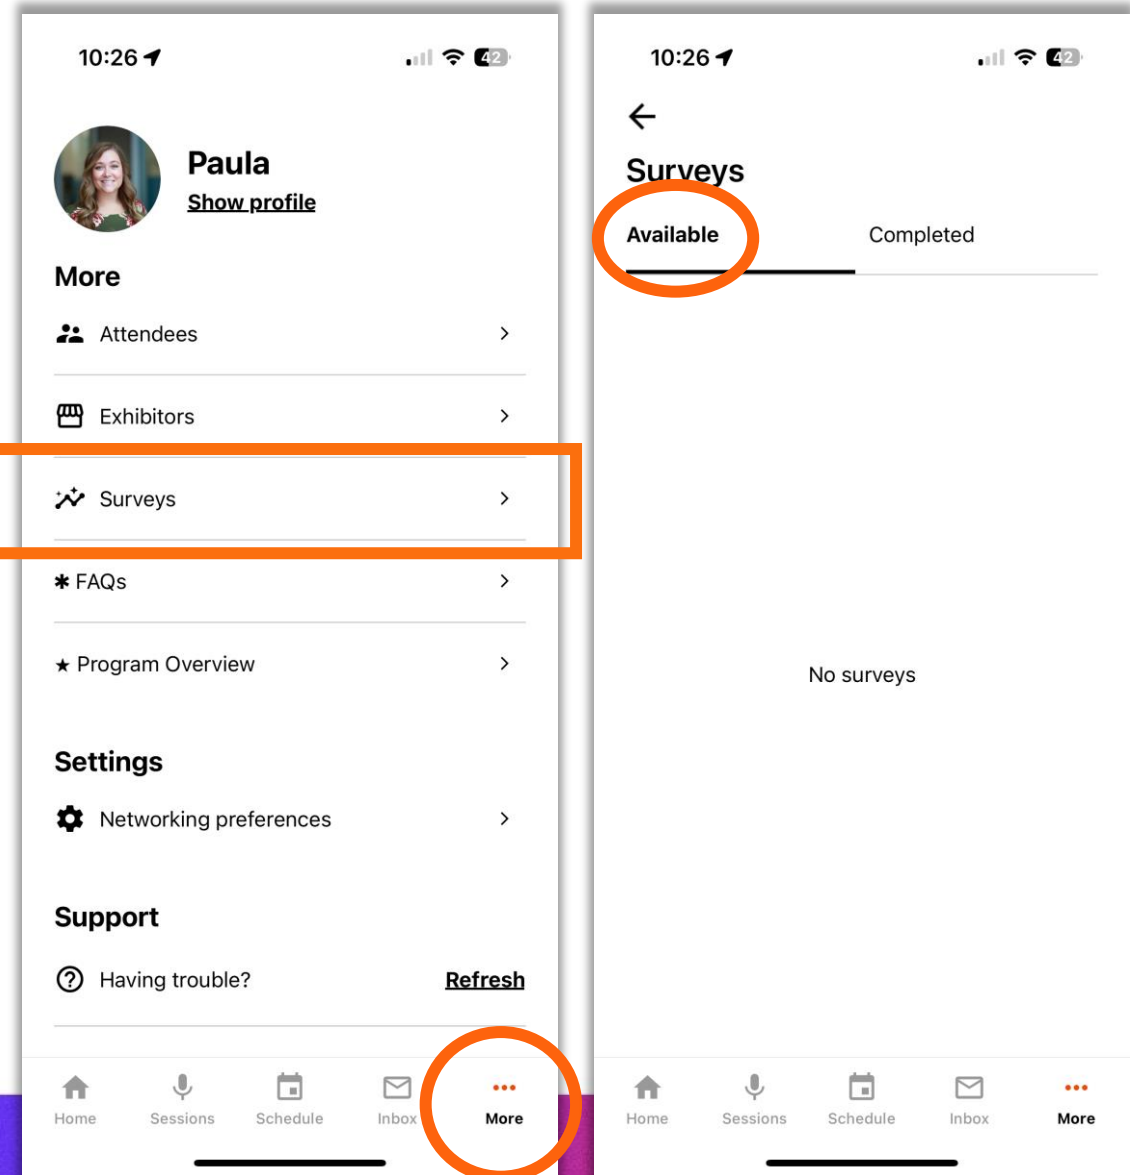 10:26
42
Paula
Show profile
More
Attendees
Exhibitors
Surveys
✱ FAQs
★ Program Overview
Settings
Networking preferences
Support
Having trouble? Refresh
Home Sessions Schedule Inbox More
10:26
42
Surveys
Available Completed
No surveys
Home Sessions Schedule Inbox More